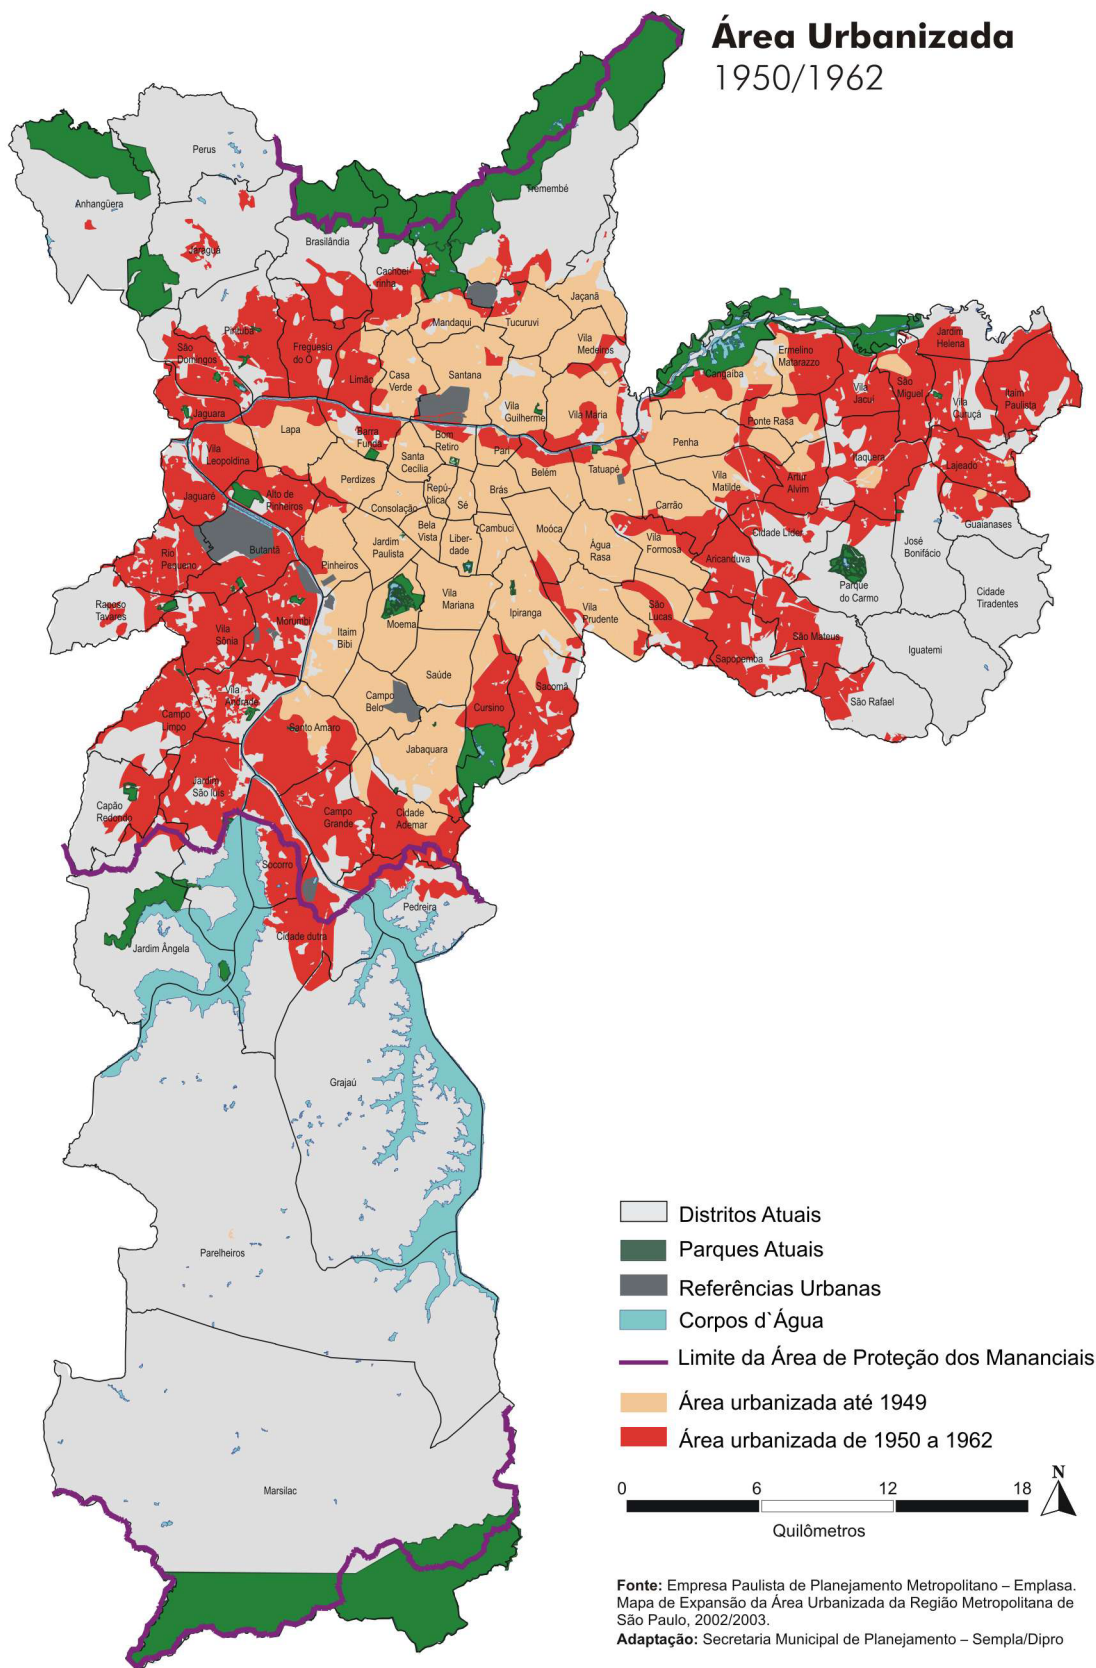 Área Urbanizada
1950/1962
Perus
Anhangüera
Tremembé
Jaraguá
Brasilândia
Cachoei-
rinha
Jaçanã
Mandaqui
Tucuruvi
Pirituba
São
Domingos
Freguesia
do Ó
Limão
Casa
Verde
Santana
Vila
Medeiros
Cangaíba
Ermelino
Matarazzo
Jardim
Helena
Vila
Jacuí
São
Miguel
Vila
Curuçá
Itaim
Paulista
Jaguara
Lapa
Barra
Funda
Bom
Retiro
Vila
Guilherme
Vila Maria
Pari
Penha
Ponte Rasa
Vila
Leopoldina
Santa
Cecília
Belém
Tatuapé
Itaquera
Lajeado
Perdizes
Jaguaré
Alto de
Pinheiros
Consolação
Repú-
blica
Sé
Brás
Vila
Matilde
Artur
Alvim
Carrão
Guaianases
Butantã
Rio
Pequeno
Jardim
Paulista
Bela
Vista
Liber-
dade
Cambuci
Moóca
Água
Rasa
Vila
Formosa
Cidade Líder
Aricanduva
José
Bonifácio
Pinheiros
Parque
do Carmo
Cidade
Tiradentes
Raposo
Tavares
Vila
Sônia
Morumbi
Itaim
Bibi
Moema
Vila
Mariana
Ipiranga
Vila
Prudente
São
Lucas
São Mateus
Iguatemi
Sapopemba
São Rafael
Saúde
Vila
Andrade
Campo
Belo
Cursino
Sacomã
Campo
Limpo
Santo Amaro
Jabaquara
Jardim
São luis
Capão
Redondo
Campo
Grande
Cidade
Ademar
Socorro
Pedreira
Cidade dutra
Jardim Ângela
Grajaú
Parelheiros
Marsilac
Distritos Atuais
Parques Atuais
Referências Urbanas
Corpos d`Água
Limite da Área de Proteção dos Mananciais
Área urbanizada até 1949
Área urbanizada de 1950 a 1962
0 6 12 18
N
Quilômetros
Fonte: Empresa Paulista de Planejamento Metropolitano – Emplasa.
Mapa de Expansão da Área Urbanizada da Região Metropolitana de
São Paulo, 2002/2003.
Adaptação: Secretaria Municipal de Planejamento – Sempla/Dipro